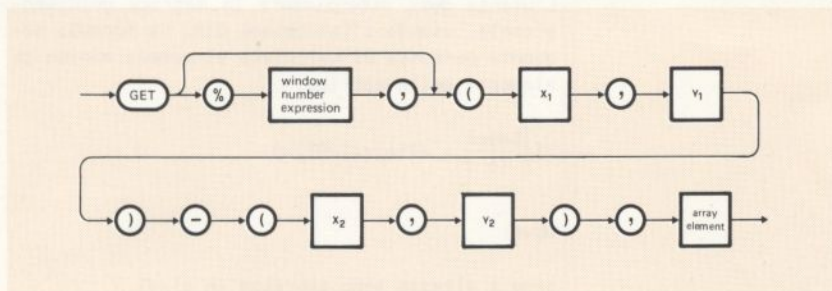 GET % window number expression , ( x₁ , Y₁
) – ( x₂ , Y₂ ) , array element